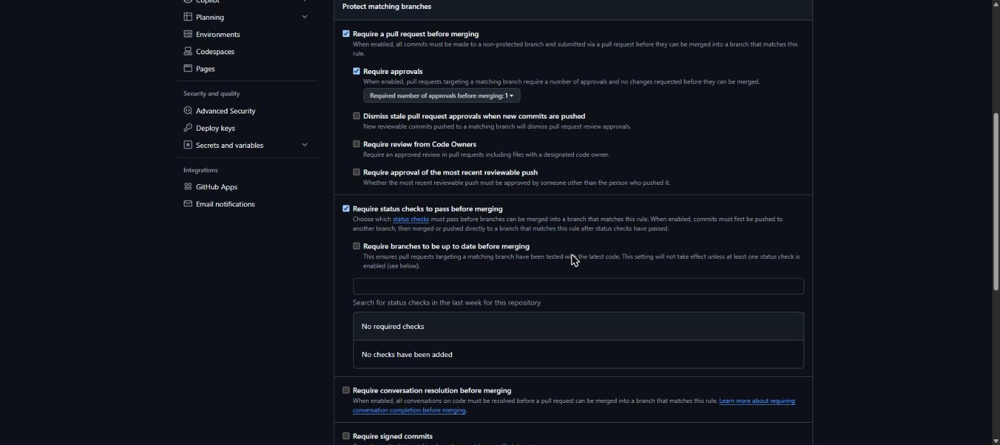 Copilot
Planning
Environments
Codespaces
Pages
Security and quality
Advanced Security
Deploy keys
Secrets and variables
Integrations
GitHub Apps
Email notifications
Protect matching branches
Require a pull request before merging
When enabled, all commits must be made to a non-protected branch and submitted via a pull request before they can be merged into a branch that matches this
rule.
Require approvals
When enabled, pull requests targeting a matching branch require a number of approvals and no changes requested before they can be merged.
Required number of approvals before merging: 1
Dismiss stale pull request approvals when new commits are pushed
New reviewable commits pushed to a matching branch will dismiss pull request review approvals.
Require review from Code Owners
Require an approved review in pull requests including files with a designated code owner.
Require approval of the most recent reviewable push
Whether the most recent reviewable push must be approved by someone other than the person who pushed it.
Require status checks to pass before merging
Choose which status checks must pass before branches can be merged into a branch that matches this rule. When enabled, commits must first be pushed to
another branch, then merged or pushed directly to a branch that matches this rule after status checks have passed.
Require branches to be up to date before merging
This ensures pull requests targeting a matching branch have been tested with the latest code. This setting will not take effect unless at least one status check is
enabled (see below).
Search for status checks in the last week for this repository
No required checks
No checks have been added
Require conversation resolution before merging
When enabled, all conversations on code must be resolved before a pull request can be merged into a branch that matches this rule. Learn more about requiring
conversation completion before merging.
Require signed commits